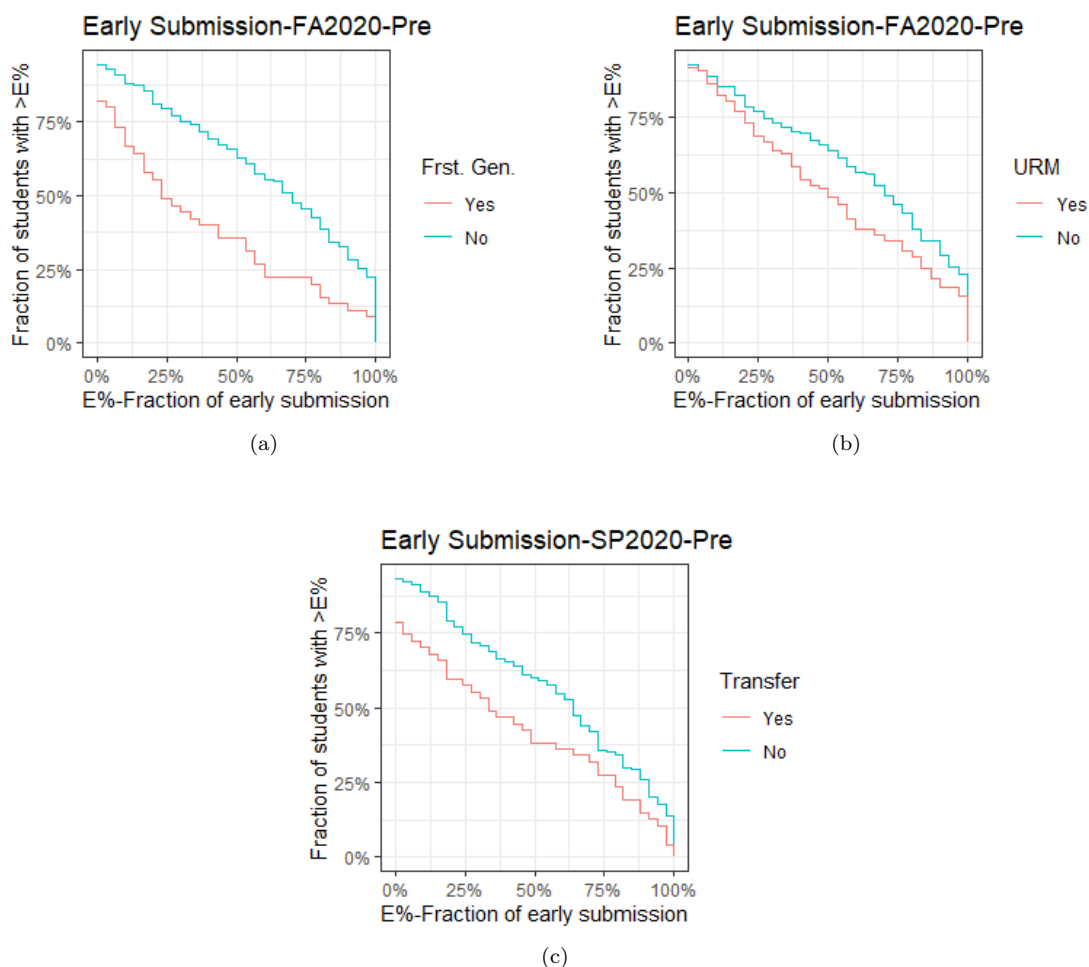 Early Submission-FA2020-Pre
Fraction of students with >E%
75%
50%
25%
0%
0% 25% 50% 75% 100%
E%-Fraction of early submission
Frst. Gen.
Yes
No
(a)
Early Submission-FA2020-Pre
Fraction of students with >E%
75%
50%
25%
0%
0% 25% 50% 75% 100%
E%-Fraction of early submission
URM
Yes
No
(b)
Early Submission-SP2020-Pre
Fraction of students with >E%
75%
50%
25%
0%
0% 25% 50% 75% 100%
E%-Fraction of early submission
Transfer
Yes
No
(c)